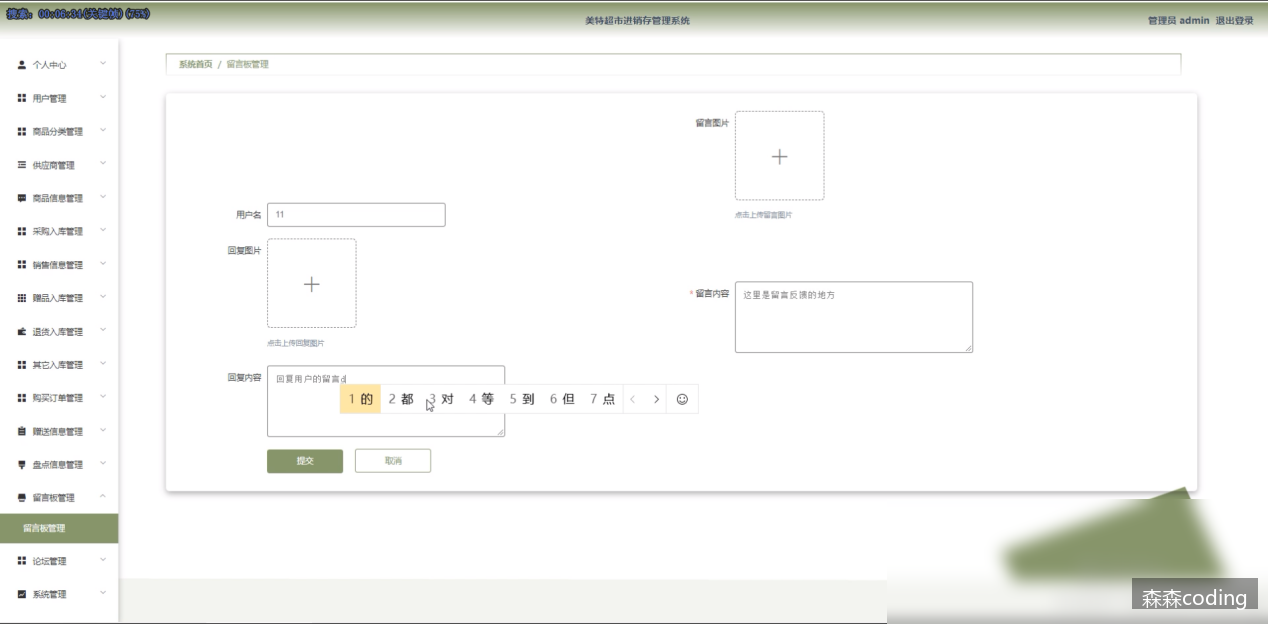 搜索: 00:06:34(关键帧) (75%)
美特超市进销存管理系统
管理员 admin 退出登录
个人中心
用户管理
商品分类管理
供应商管理
商品信息管理
采购入库管理
销售信息管理
赠品入库管理
退货入库管理
其它入库管理
购买订单管理
赠送信息管理
盘点信息管理
留言板管理
留言板管理
论坛管理
系统管理
系统首页 / 留言板管理
留言图片
点击上传留言图片
用户名 11
回复图片
点击上传回复图片
*留言内容 这里是留言反馈的地方
回复内容 回复用户的留言d
1 的 2 都 3 对 4 等 5 到 6 但 7 点
提交 取消
森森coding